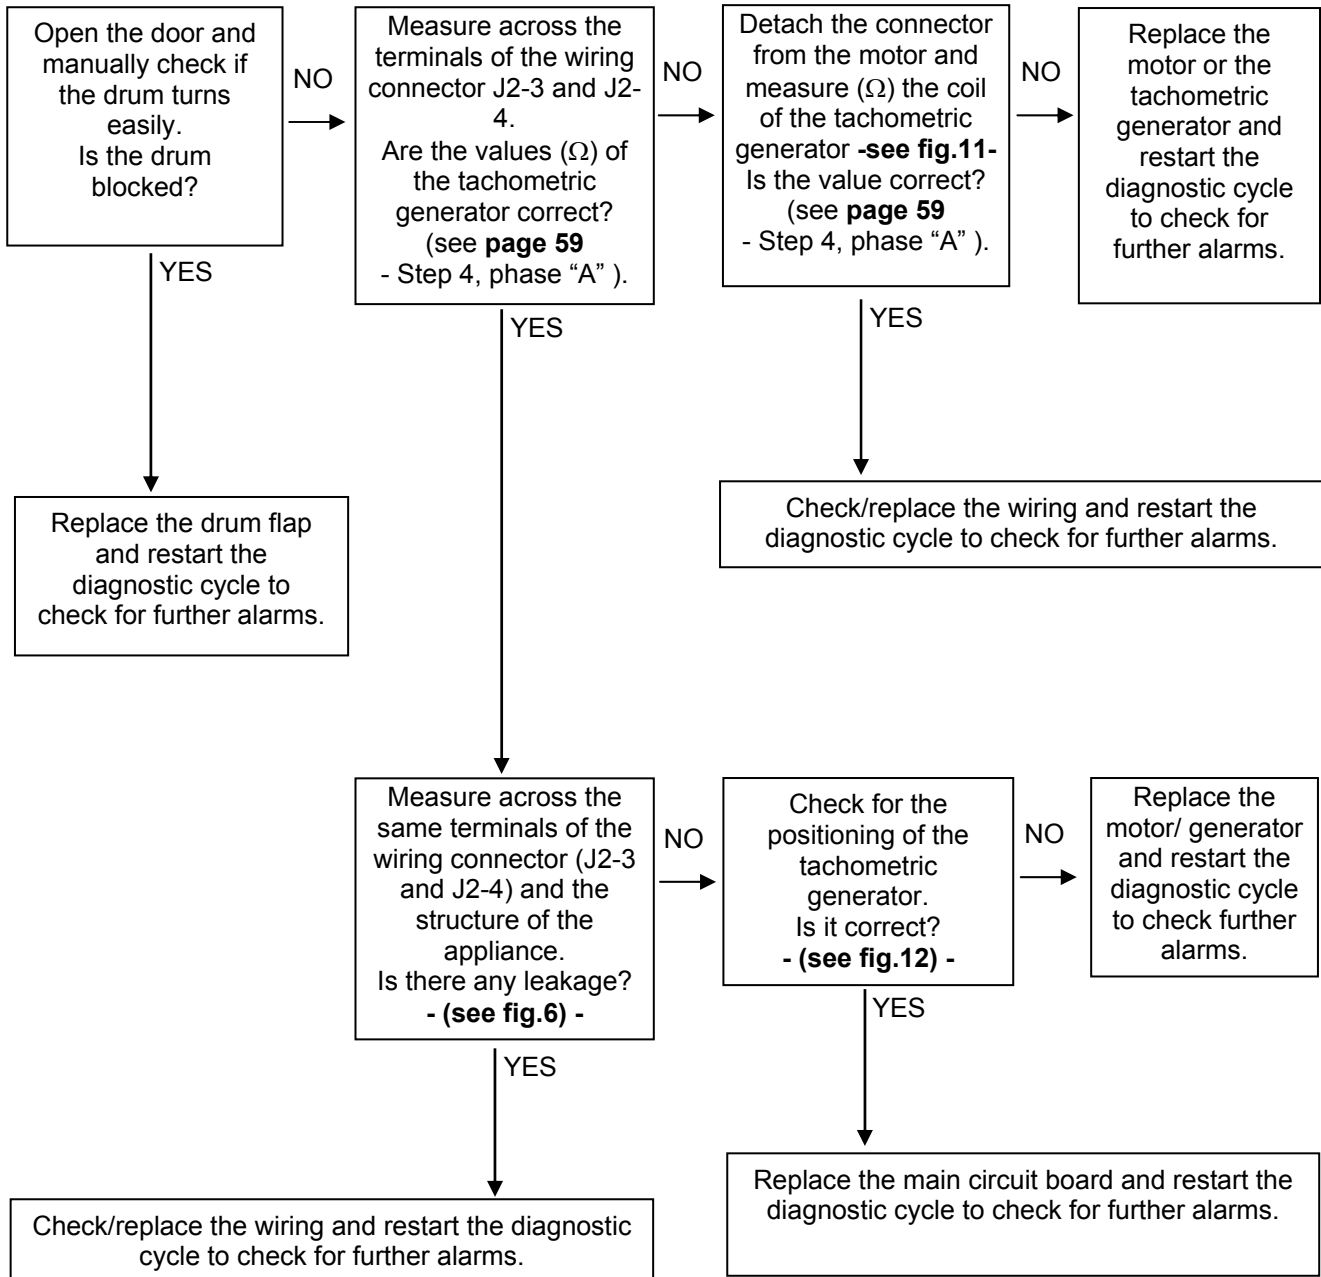 Open the door and
manually check if
the drum turns
easily.
Is the drum
blocked?
NO
YES
Measure across the
terminals of the wiring
connector J2-3 and J2-
4.
Are the values (Ω) of
the tachometric
generator correct?
(see page 59
- Step 4, phase “A” ).
NO
YES
Detach the connector
from the motor and
measure (Ω) the coil
of the tachometric
generator -see fig.11-
Is the value correct?
(see page 59
- Step 4, phase “A” ).
NO
YES
Replace the
motor or the
tachometric
generator and
restart the
diagnostic cycle
to check for
further alarms.
Replace the drum flap
and restart the
diagnostic cycle to
check for further alarms.
Check/replace the wiring and restart the
diagnostic cycle to check for further alarms.
Measure across the
same terminals of the
wiring connector (J2-3
and J2-4) and the
structure of the
appliance.
Is there any leakage?
- (see fig.6) -
NO
YES
Check for the
positioning of the
tachometric
generator.
Is it correct?
- (see fig.12) -
NO
YES
Replace the
motor/ generator
and restart the
diagnostic cycle
to check further
alarms.
Check/replace the wiring and restart the diagnostic
cycle to check for further alarms.
Replace the main circuit board and restart the
diagnostic cycle to check for further alarms.